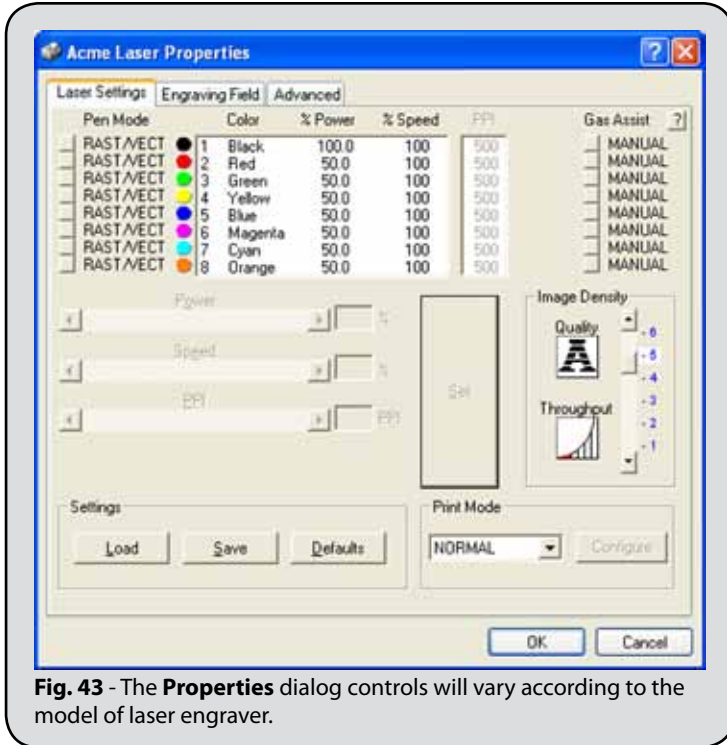 Acme Laser Properties
Laser Settings Engraving Field Advanced
Pen Mode Color % Power % Speed PPI Gas Assist ?
RAST/VECT 1 Black 100.0 100 500 MANUAL
RAST/VECT 2 Red 50.0 100 500 MANUAL
RAST/VECT 3 Green 50.0 100 500 MANUAL
RAST/VECT 4 Yellow 50.0 100 500 MANUAL
RAST/VECT 5 Blue 50.0 100 500 MANUAL
RAST/VECT 6 Magenta 50.0 100 500 MANUAL
RAST/VECT 7 Cyan 50.0 100 500 MANUAL
RAST/VECT 8 Orange 50.0 100 500 MANUAL
Power
%
Speed
%
PPI
PPI
Set
Image Density
Quality
A
Throughput
- 6
- 5
- 4
- 3
- 2
- 1
Settings
Load Save Defaults
Print Mode
NORMAL Configure
OK Cancel
Fig. 43 - The Properties dialog controls will vary according to the
model of laser engraver.